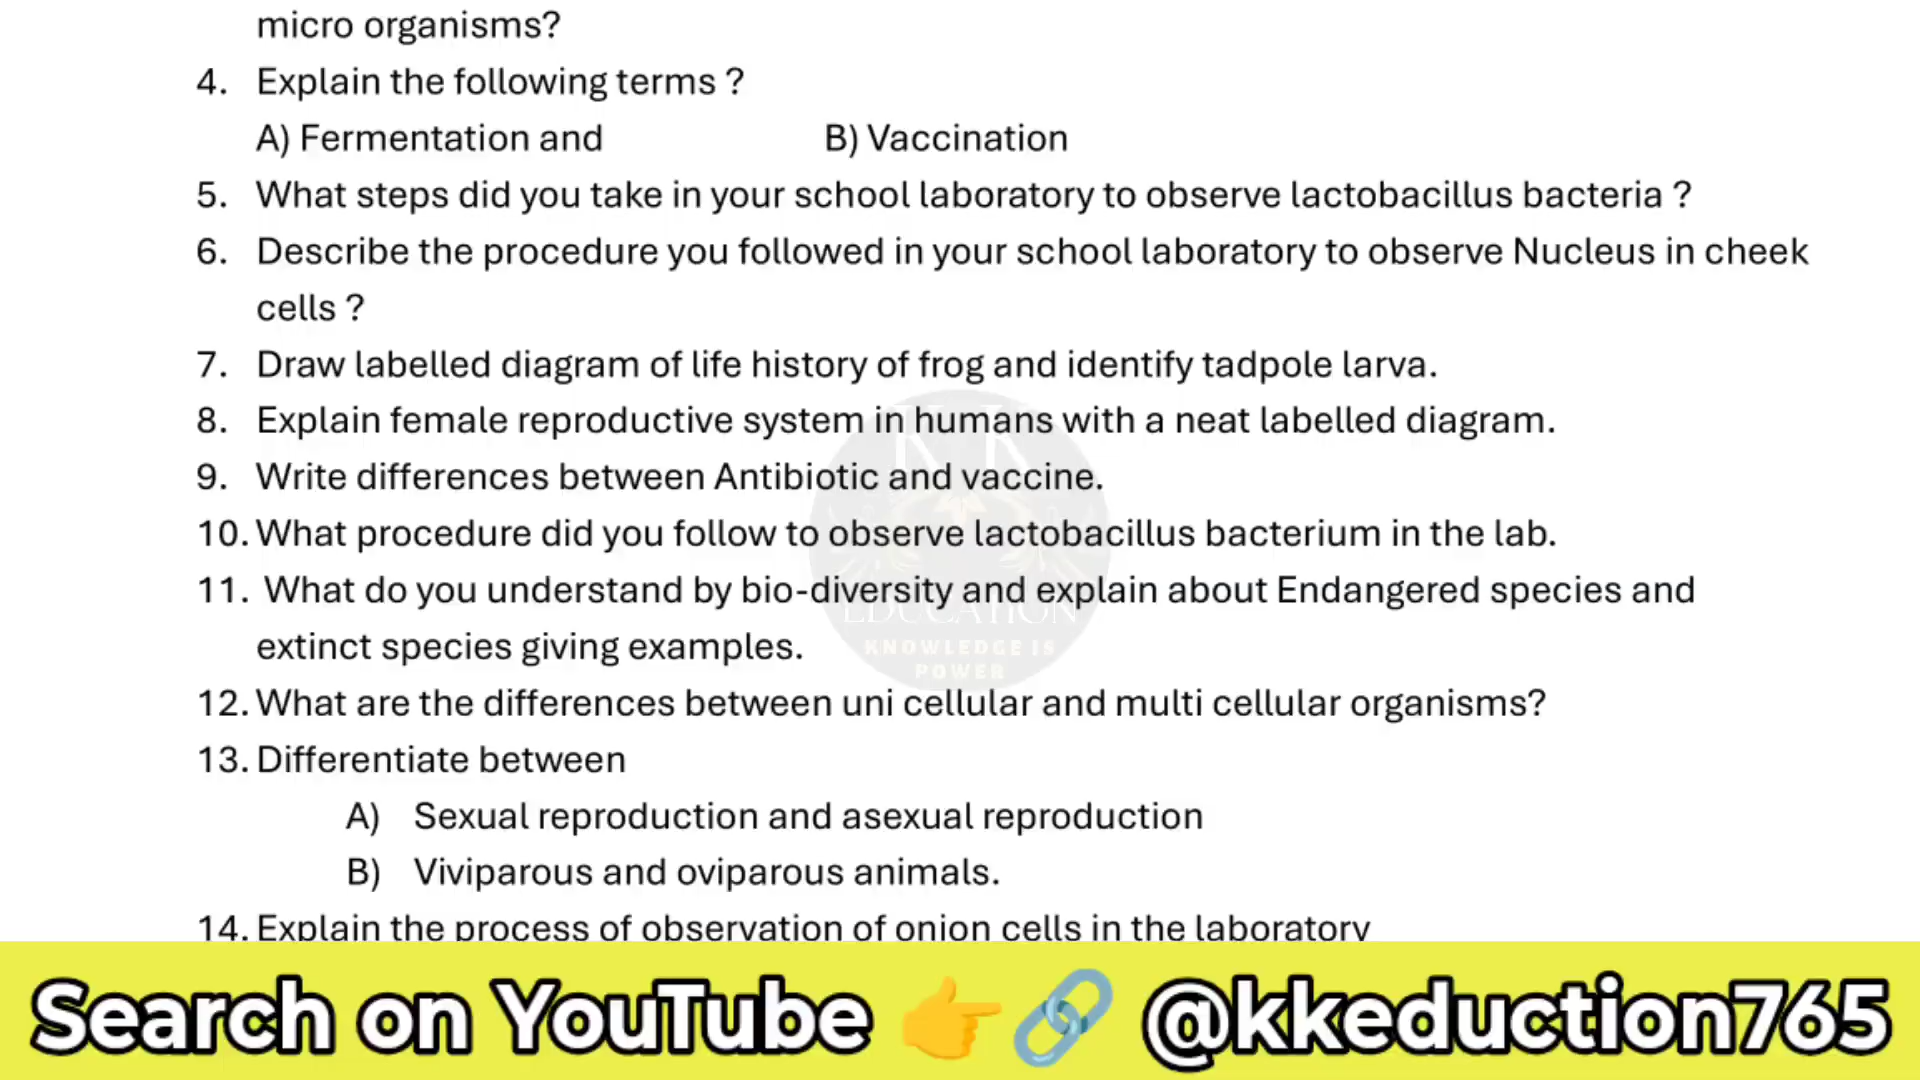 micro organisms?
4. Explain the following terms ?
A) Fermentation and B) Vaccination
5. What steps did you take in your school laboratory to observe lactobacillus bacteria ?
6. Describe the procedure you followed in your school laboratory to observe Nucleus in cheek
cells ?
7. Draw labelled diagram of life history of frog and identify tadpole larva.
8. Explain female reproductive system in humans with a neat labelled diagram.
9. Write differences between Antibiotic and vaccine.
10. What procedure did you follow to observe lactobacillus bacterium in the lab.
11. What do you understand by bio-diversity and explain about Endangered species and
extinct species giving examples.
12. What are the differences between uni cellular and multi cellular organisms?
13. Differentiate between
A) Sexual reproduction and asexual reproduction
B) Viviparous and oviparous animals.
14. Explain the process of observation of onion cells in the laboratory
KK
EDUCATION
KNOWLEDGE IS
POWER
Search on YouTube 👉🔗 @kkeduction765